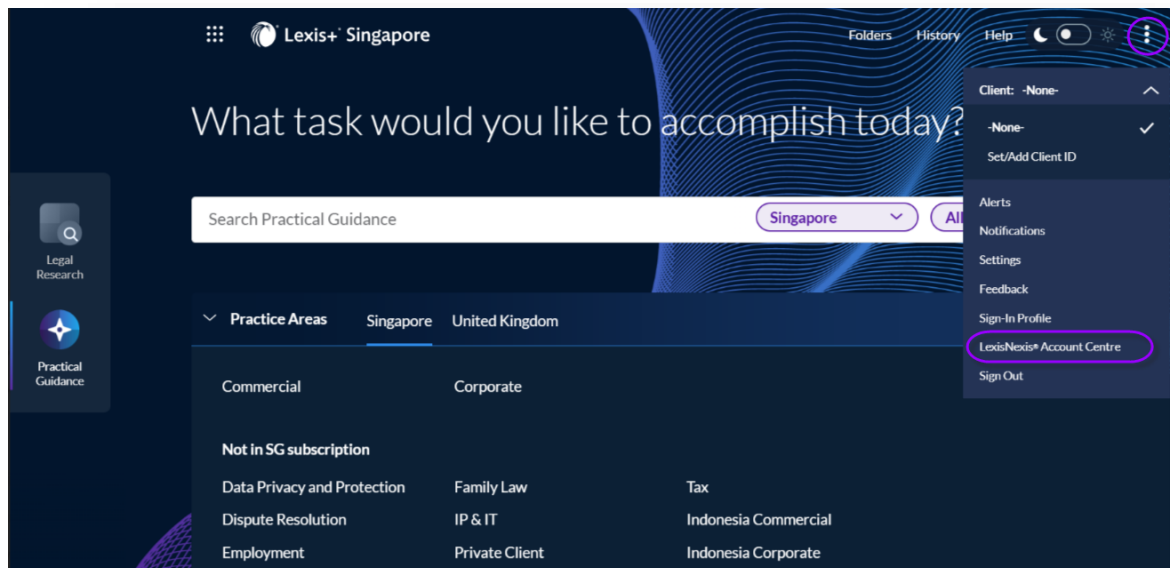 Lexis+ Singapore
Folders History Help
Client: -None-
-None-
Set/Add Client ID
What task would you like to accomplish today?
Search Practical Guidance
Singapore
All
Alerts
Notifications
Settings
Feedback
Sign-In Profile
LexisNexis® Account Centre
Sign Out
Legal
Research
Practical
Guidance
Practice Areas Singapore United Kingdom
Commercial Corporate
Not in SG subscription
Data Privacy and Protection Family Law Tax
Dispute Resolution IP & IT Indonesia Commercial
Employment Private Client Indonesia Corporate